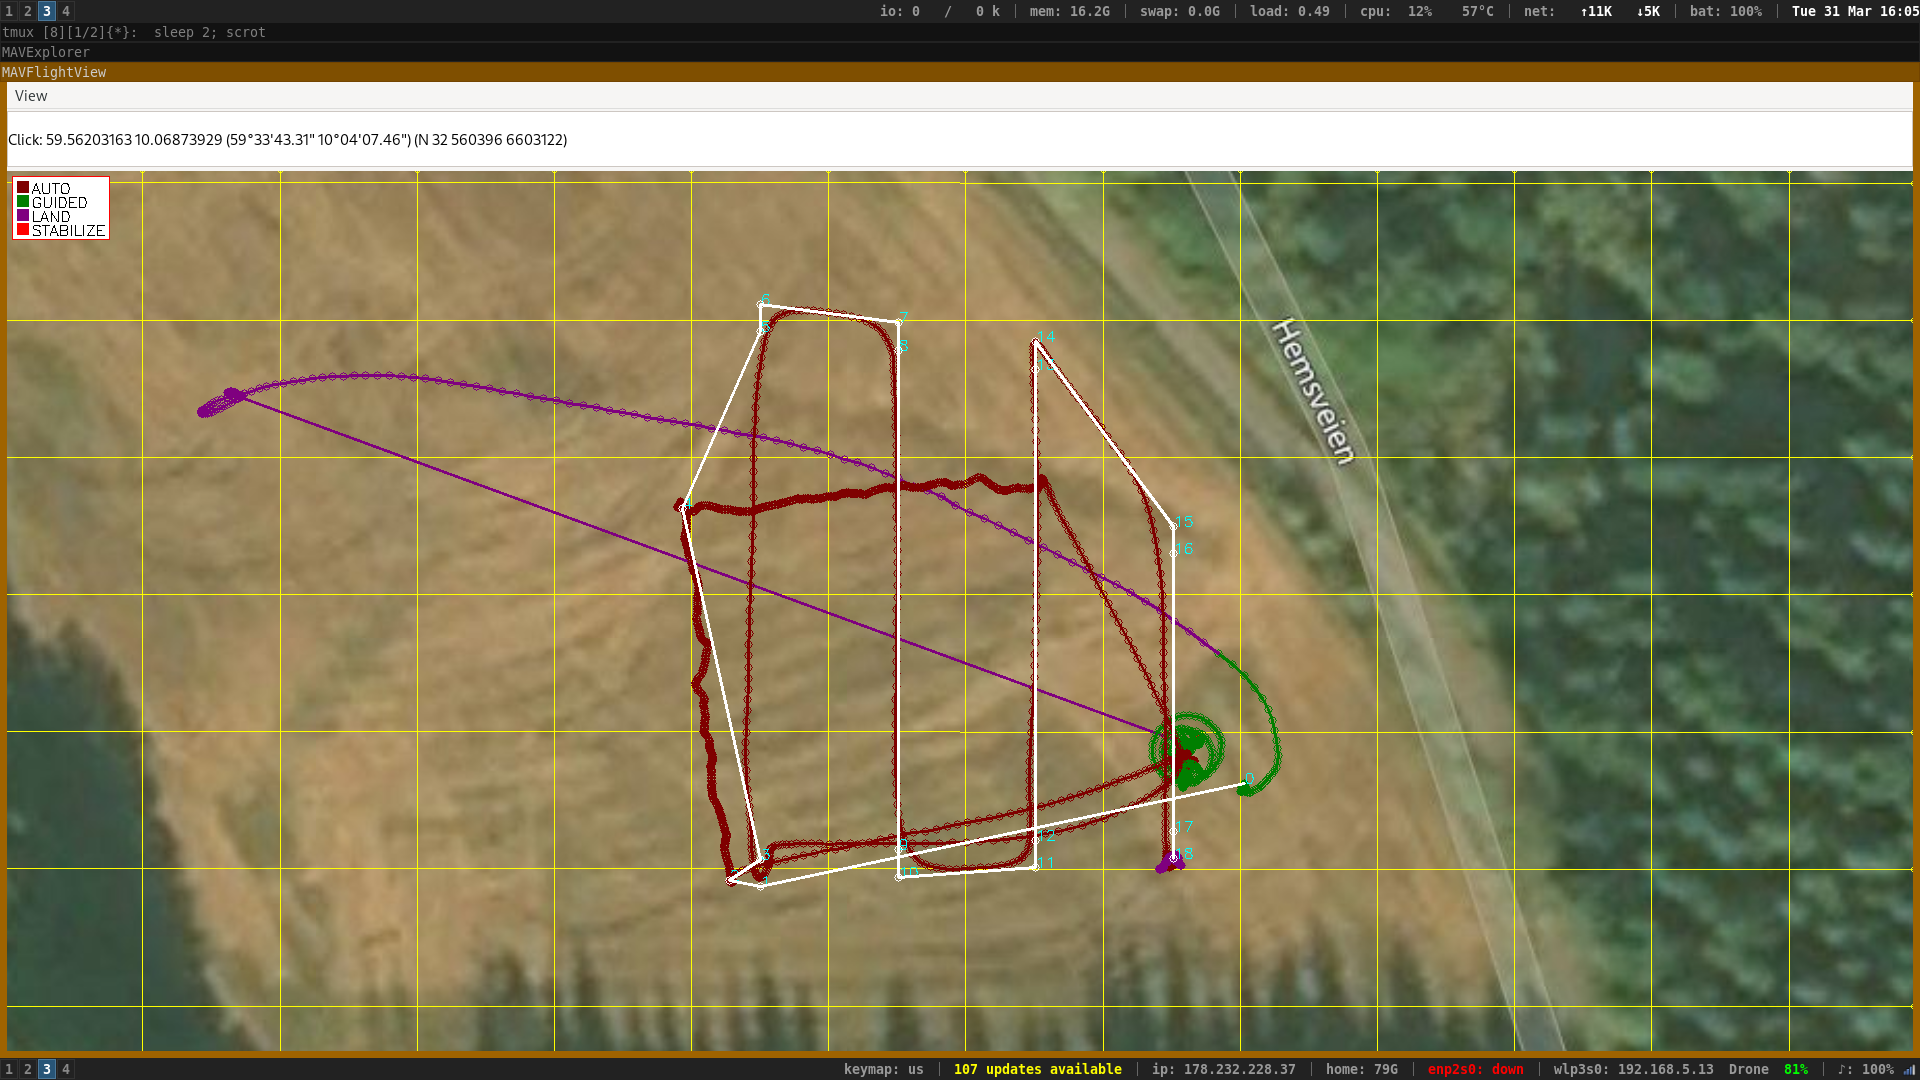 1 2 3 4 io: 0 / 0 k | mem: 16.2G | swap: 0.0G | load: 0.49 | cpu: 12% 57°C | net: ↑11K ↓5K | bat: 100% | Tue 31 Mar 16:05
tmux [8][1/2]{*}: sleep 2; scrot
MAVExplorer
MAVFlightView
View
Click: 59.56203163 10.06873929 (59°33'43.31" 10°04'07.46") (N 32 560396 6603122)
AUTO
GUIDED
LAND
STABILIZE
6
7
8
14
Hemsveien
15
16
0
17
12
11
10
18
1 2 3 4 keymap: us | 107 updates available | ip: 178.232.228.37 | home: 79G | enp2s0: down | wlp3s0: 192.168.5.13 Drone 81% | ♪: 100%